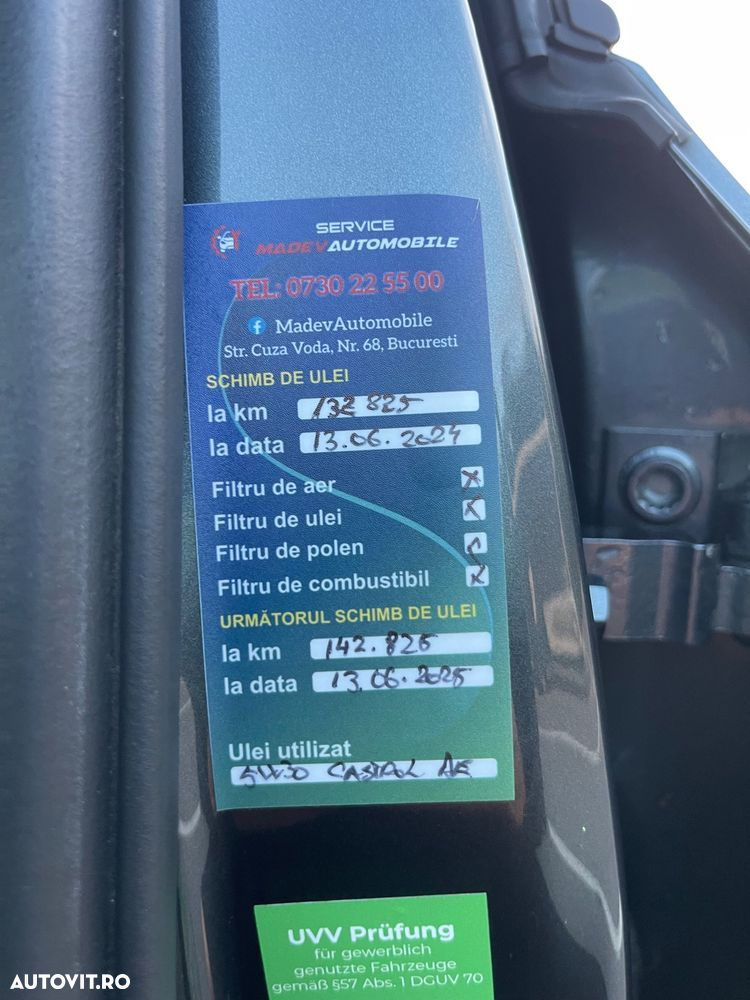 SERVICE
MADEVAUTOMOBILE
TEL: 0730 22 55 00
MadevAutomobile
Str. Cuza Voda, Nr. 68, Bucuresti
SCHIMB DE ULEI
la km 132 825
la data 13.06.2024
Filtru de aer X
Filtru de ulei X
Filtru de polen
Filtru de combustibil X
URMĂTORUL SCHIMB DE ULEI
la km 142.825
la data 13.06.2025
Ulei utilizat
5W30 CASTROL
UVV Prüfung
für gewerblich
genutzte Fahrzeuge
gemäß §57 Abs. 1 DGUV 70
AUTOVIT.RO